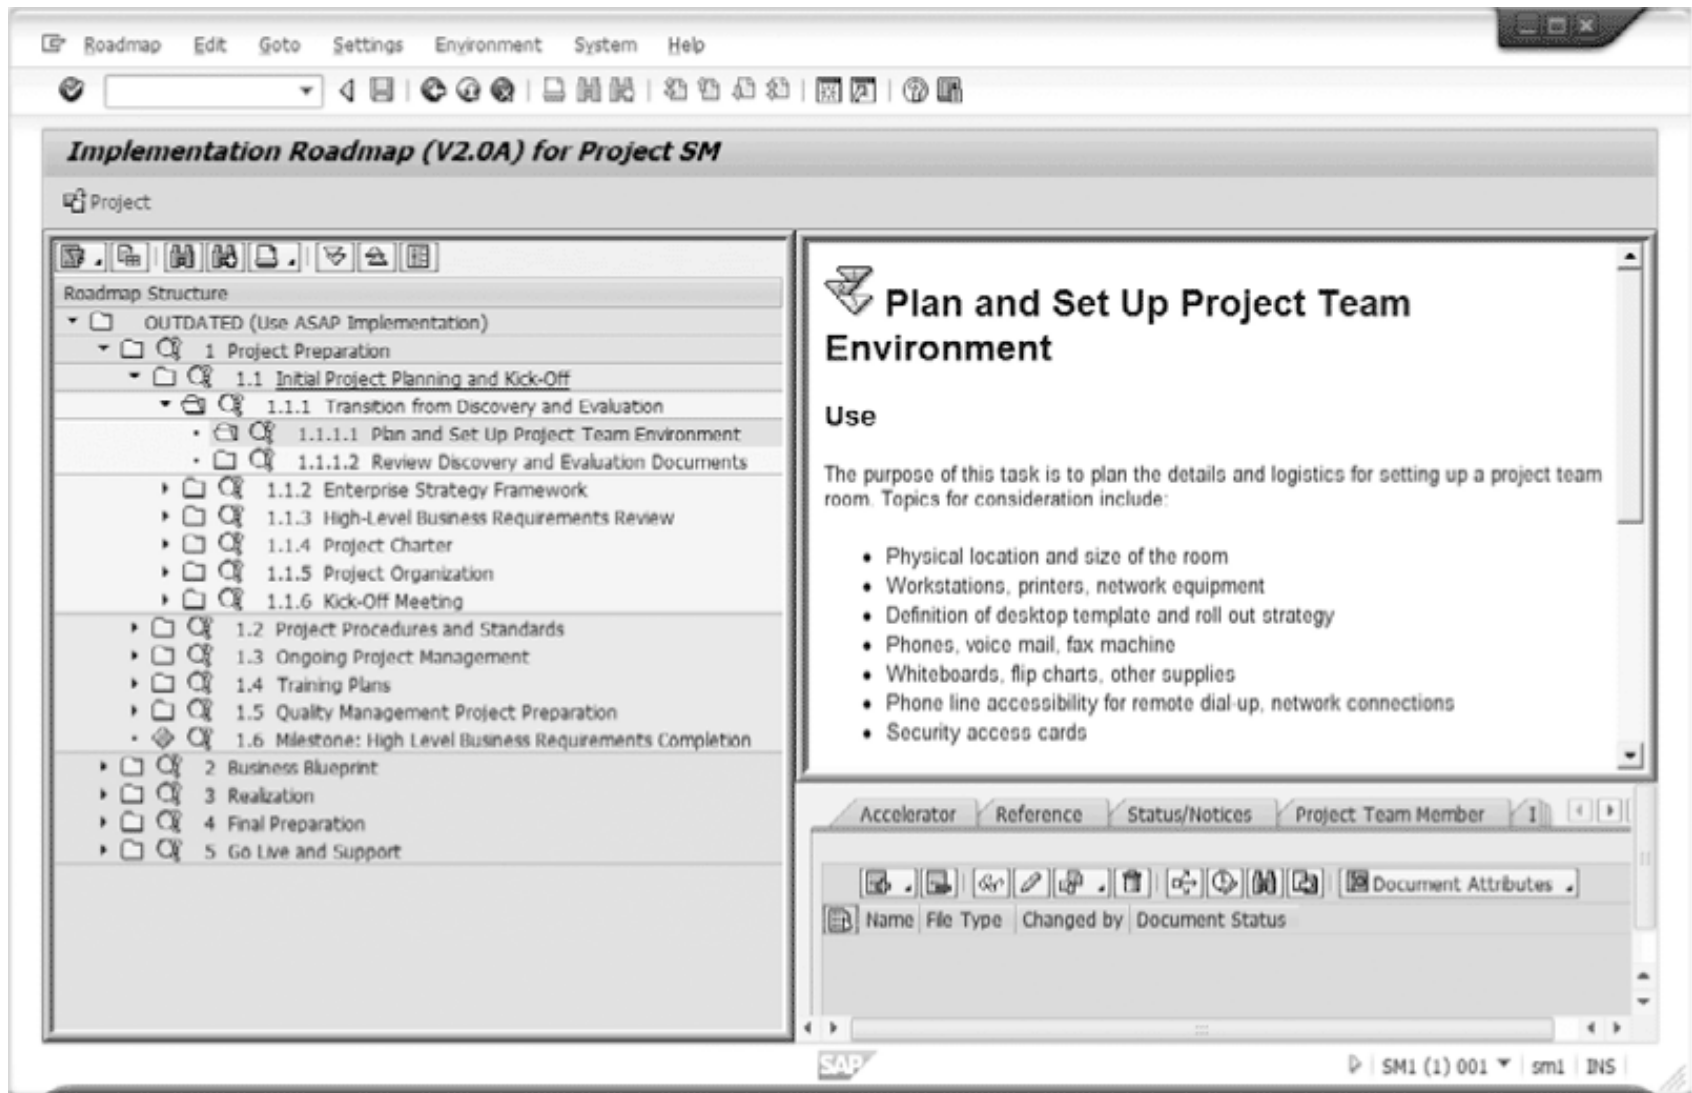 Roadmap Edit Goto Settings Environment System Help
Implementation Roadmap (V2.0A) for Project SM
Project
Roadmap Structure
OUTDATED (Use ASAP Implementation)
1 Project Preparation
1.1 Initial Project Planning and Kick-Off
1.1.1 Transition from Discovery and Evaluation
1.1.1.1 Plan and Set Up Project Team Environment
1.1.1.2 Review Discovery and Evaluation Documents
1.1.2 Enterprise Strategy Framework
1.1.3 High-Level Business Requirements Review
1.1.4 Project Charter
1.1.5 Project Organization
1.1.6 Kick-Off Meeting
1.2 Project Procedures and Standards
1.3 Ongoing Project Management
1.4 Training Plans
1.5 Quality Management Project Preparation
1.6 Milestone: High Level Business Requirements Completion
2 Business Blueprint
3 Realization
4 Final Preparation
5 Go Live and Support
Plan and Set Up Project Team
Environment
Use
The purpose of this task is to plan the details and logistics for setting up a project team
room. Topics for consideration include:
• Physical location and size of the room
• Workstations, printers, network equipment
• Definition of desktop template and roll out strategy
• Phones, voice mail, fax machine
• Whiteboards, flip charts, other supplies
• Phone line accessibility for remote dial-up, network connections
• Security access cards
Accelerator Reference Status/Notices Project Team Member
Document Attributes
Name File Type Changed by Document Status
SAP
SM1 (1) 001 sm1 INS